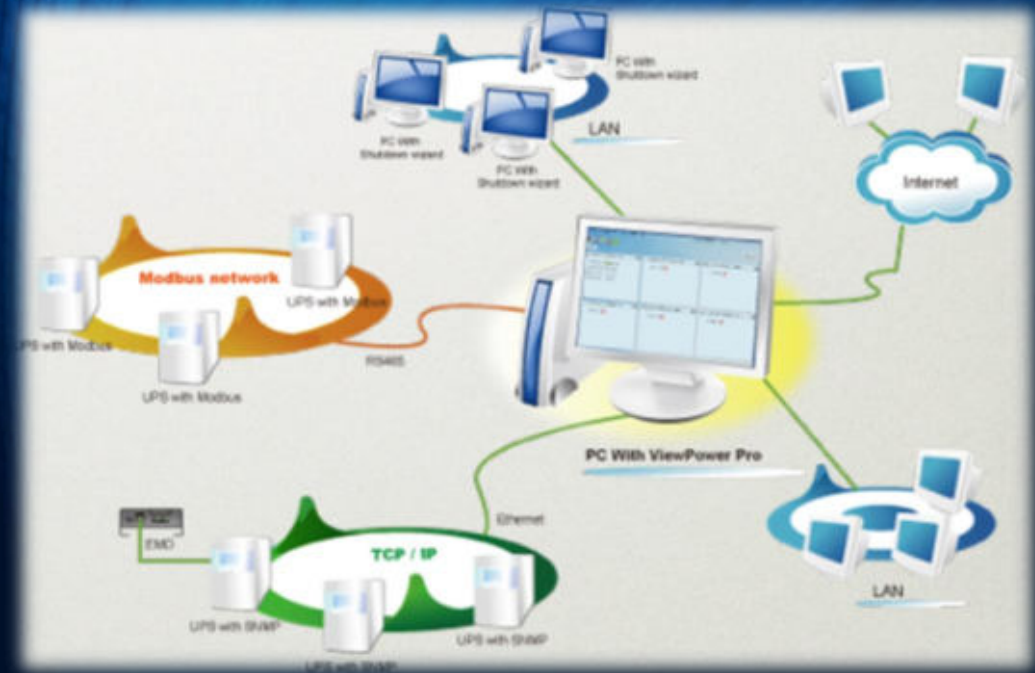 PC With
Shutdown wizard
PC With
Shutdown wizard
PC With
Shutdown wizard
LAN
Internet
Modbus network
UPS with Modbus
UPS with Modbus
UPS with Modbus
RS485
PC With ViewPower Pro
Ethernet
EMD
TCP / IP
LAN
UPS with SNMP
UPS with SNMP
UPS with SNMP